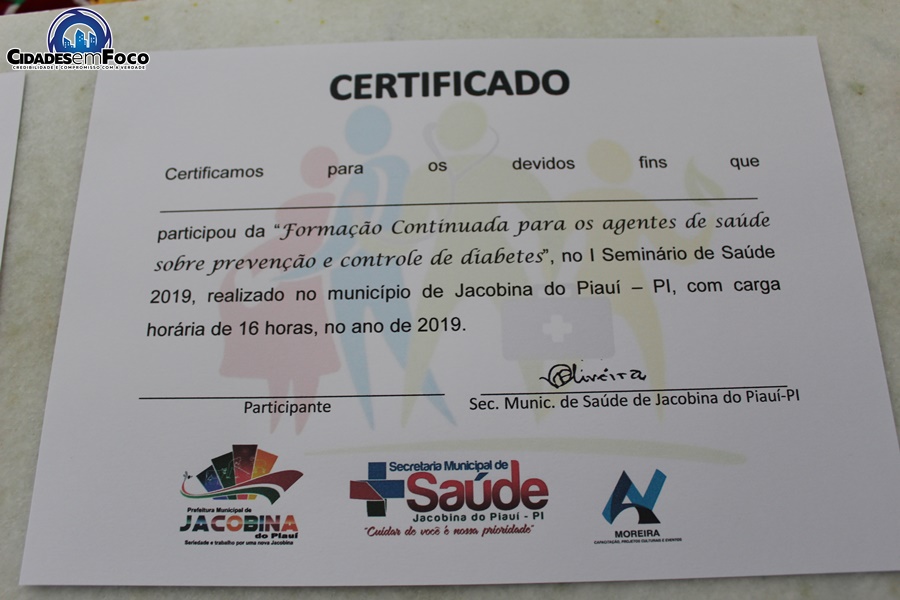 CIDADESEMFOCO
CREDIBILIDADE E COMPROMISSO COM A VERDADE
CERTIFICADO
Certificamos para os devidos fins que
participou da “Formação Continuada para os agentes de saúde
sobre prevenção e controle de diabetes”, no I Seminário de Saúde
2019, realizado no município de Jacobina do Piauí – PI, com carga
horária de 16 horas, no ano de 2019.
Oliveira
Participante
Sec. Munic. de Saúde de Jacobina do Piauí-PI
Prefeitura Municipal de
JACOBINA
do Piauí
Seriedade e trabalho por uma nova Jacobina
Secretaria Municipal de
Saúde
Jacobina do Piauí - PI
“Cuidar de você é nossa prioridade”
MOREIRA
CAPACITAÇÃO, PROJETOS CULTURAIS E EVENTOS